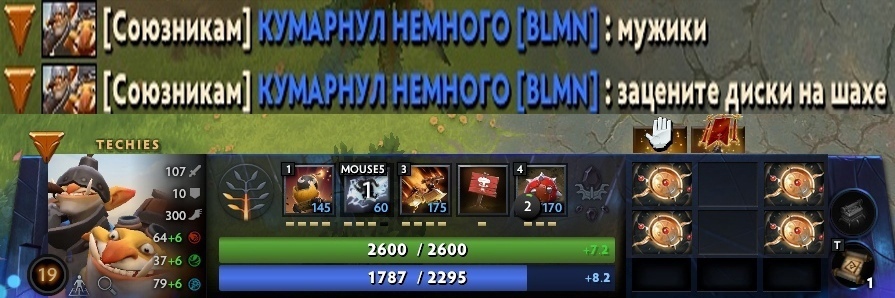 [Союзникам] КУМАРНУЛ НЕМНОГО [BLMN] : мужики
[Союзникам] КУМАРНУЛ НЕМНОГО [BLMN] : зацените диски на шахе
TECHIES
107
10
300
64+6
37+6
79+6
19
1 145
MOUSE5 1 60
3 175
4 2 170
2600 / 2600 +7.2
1787 / 2295 +8.2
T
1